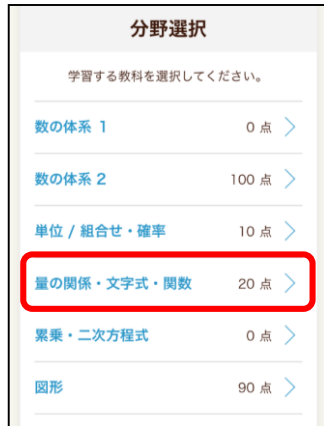 分野選択
学習する教科を選択してください。
数の体系 1 0 点
数の体系 2 100 点
単位 / 組合せ・確率 10 点
量の関係・文字式・関数 20 点
累乗・二次方程式 0 点
図形 90 点